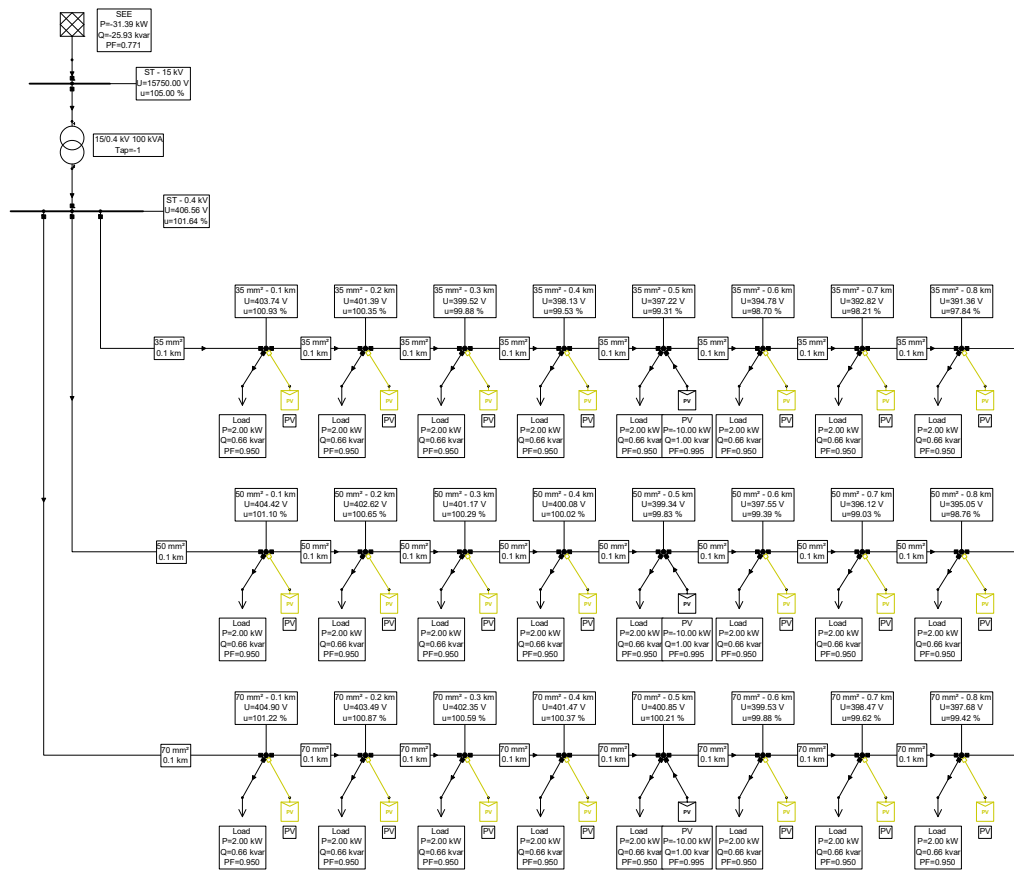 SEE
P=-31.39 kW
Q=-25.93 kvar
PF=0.771
ST - 15 kV
U=15750.00 V
u=105.00 %
15/0.4 kV 100 kVA
Tap=-1
ST - 0.4 kV
U=406.56 V
u=101.64 %
35 mm² - 0.1 km
U=403.74 V
u=100.93 %
35 mm² - 0.2 km
U=401.39 V
u=100.35 %
35 mm² - 0.3 km
U=399.52 V
u=99.88 %
35 mm² - 0.4 km
U=398.13 V
u=99.53 %
35 mm² - 0.5 km
U=397.22 V
u=99.31 %
35 mm² - 0.6 km
U=394.78 V
u=98.70 %
35 mm² - 0.7 km
U=392.82 V
u=98.21 %
35 mm² - 0.8 km
U=391.36 V
u=97.84 %
35 mm²
0.1 km
35 mm²
0.1 km
35 mm²
0.1 km
35 mm²
0.1 km
35 mm²
0.1 km
35 mm²
0.1 km
35 mm²
0.1 km
35 mm²
0.1 km
PV
PV
PV
PV
PV
PV
PV
PV
Load
P=2.00 kW
Q=0.66 kvar
PF=0.950
PV
Load
P=2.00 kW
Q=0.66 kvar
PF=0.950
PV
Load
P=2.00 kW
Q=0.66 kvar
PF=0.950
PV
Load
P=2.00 kW
Q=0.66 kvar
PF=0.950
PV
Load
P=2.00 kW
Q=0.66 kvar
PF=0.950
PV
P=-10.00 kW
Q=1.00 kvar
PF=0.995
Load
P=2.00 kW
Q=0.66 kvar
PF=0.950
PV
Load
P=2.00 kW
Q=0.66 kvar
PF=0.950
PV
Load
P=2.00 kW
Q=0.66 kvar
PF=0.950
PV
50 mm² - 0.1 km
U=404.42 V
u=101.10 %
50 mm² - 0.2 km
U=402.62 V
u=100.65 %
50 mm² - 0.3 km
U=401.17 V
u=100.29 %
50 mm² - 0.4 km
U=400.08 V
u=100.02 %
50 mm² - 0.5 km
U=399.34 V
u=99.83 %
50 mm² - 0.6 km
U=397.55 V
u=99.39 %
50 mm² - 0.7 km
U=396.12 V
u=99.03 %
50 mm² - 0.8 km
U=395.05 V
u=98.76 %
50 mm²
0.1 km
50 mm²
0.1 km
50 mm²
0.1 km
50 mm²
0.1 km
50 mm²
0.1 km
50 mm²
0.1 km
50 mm²
0.1 km
50 mm²
0.1 km
PV
PV
PV
PV
PV
PV
PV
PV
Load
P=2.00 kW
Q=0.66 kvar
PF=0.950
PV
Load
P=2.00 kW
Q=0.66 kvar
PF=0.950
PV
Load
P=2.00 kW
Q=0.66 kvar
PF=0.950
PV
Load
P=2.00 kW
Q=0.66 kvar
PF=0.950
PV
Load
P=2.00 kW
Q=0.66 kvar
PF=0.950
PV
P=-10.00 kW
Q=1.00 kvar
PF=0.995
Load
P=2.00 kW
Q=0.66 kvar
PF=0.950
PV
Load
P=2.00 kW
Q=0.66 kvar
PF=0.950
PV
Load
P=2.00 kW
Q=0.66 kvar
PF=0.950
PV
70 mm² - 0.1 km
U=404.90 V
u=101.22 %
70 mm² - 0.2 km
U=403.49 V
u=100.87 %
70 mm² - 0.3 km
U=402.35 V
u=100.59 %
70 mm² - 0.4 km
U=401.47 V
u=100.37 %
70 mm² - 0.5 km
U=400.85 V
u=100.21 %
70 mm² - 0.6 km
U=399.53 V
u=99.88 %
70 mm² - 0.7 km
U=398.47 V
u=99.62 %
70 mm² - 0.8 km
U=397.68 V
u=99.42 %
70 mm²
0.1 km
70 mm²
0.1 km
70 mm²
0.1 km
70 mm²
0.1 km
70 mm²
0.1 km
70 mm²
0.1 km
70 mm²
0.1 km
70 mm²
0.1 km
PV
PV
PV
PV
PV
PV
PV
PV
Load
P=2.00 kW
Q=0.66 kvar
PF=0.950
PV
Load
P=2.00 kW
Q=0.66 kvar
PF=0.950
PV
Load
P=2.00 kW
Q=0.66 kvar
PF=0.950
PV
Load
P=2.00 kW
Q=0.66 kvar
PF=0.950
PV
Load
P=2.00 kW
Q=0.66 kvar
PF=0.950
PV
P=-10.00 kW
Q=1.00 kvar
PF=0.995
Load
P=2.00 kW
Q=0.66 kvar
PF=0.950
PV
Load
P=2.00 kW
Q=0.66 kvar
PF=0.950
PV
Load
P=2.00 kW
Q=0.66 kvar
PF=0.950
PV